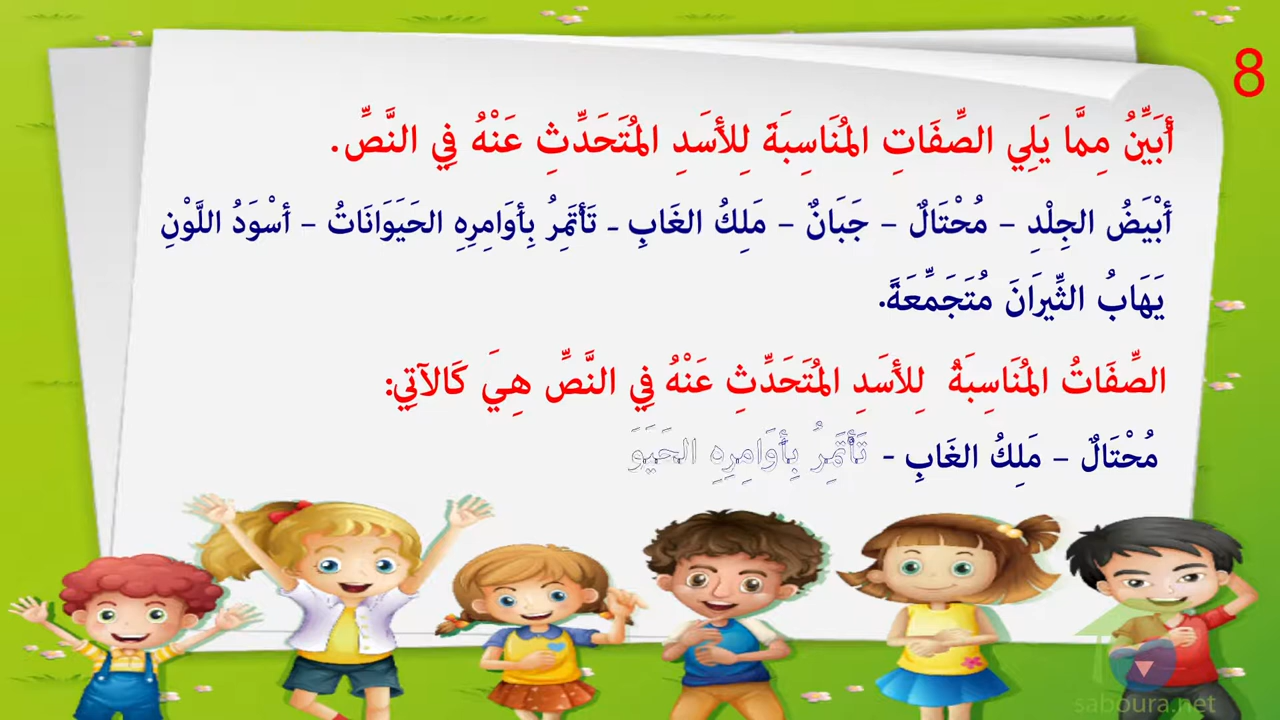 8
أُبَيِّنُ مِمَّا يَلِي الصِّفَاتِ المُنَاسِبَةَ لِلأَسَدِ المُتَحَدِّثِ عَنْهُ فِي النَّصِّ.
أَبْيَضُ الجِلْدِ – مُحْتَالٌ – جَبَانٌ – مَلِكُ الغَابِ - تَأْتَمِرُ بِأَوَامِرِهِ الحَيَوَانَاتُ – أَسْوَدُ اللَّوْنِ
يَهَابُ الثِّيرَانَ مُتَجَمِّعَةً.
الصِّفَاتُ المُنَاسِبَةُ لِلأَسَدِ المُتَحَدِّثِ عَنْهُ فِي النَّصِّ هِيَ كَالآتِي:
مُحْتَالٌ – مَلِكُ الغَابِ - تَأْتَمِرُ بِأَوَامِرِهِ الحَيَوَ
saboura.net